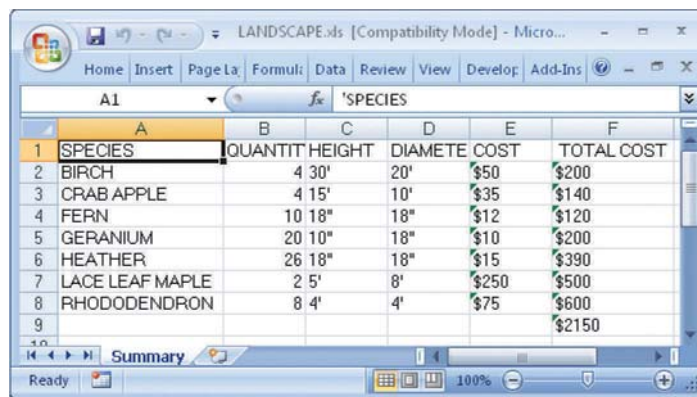 LANDSCAPE.xls [Compatibility Mode] - Micro...
Home Insert Page La Formula Data Review View Develop Add-Ins
A1 fx 'SPECIES
A B C D E F
1 SPECIES QUANTIT HEIGHT DIAMETE COST TOTAL COST
2 BIRCH 4 30' 20' $50 $200
3 CRAB APPLE 4 15' 10' $35 $140
4 FERN 10 18" 18" $12 $120
5 GERANIUM 20 10" 18" $10 $200
6 HEATHER 26 18" 18" $15 $390
7 LACE LEAF MAPLE 2 5' 8' $250 $500
8 RHODODENDRON 8 4' 4' $75 $600
9 $2150
10
Summary
Ready 100%